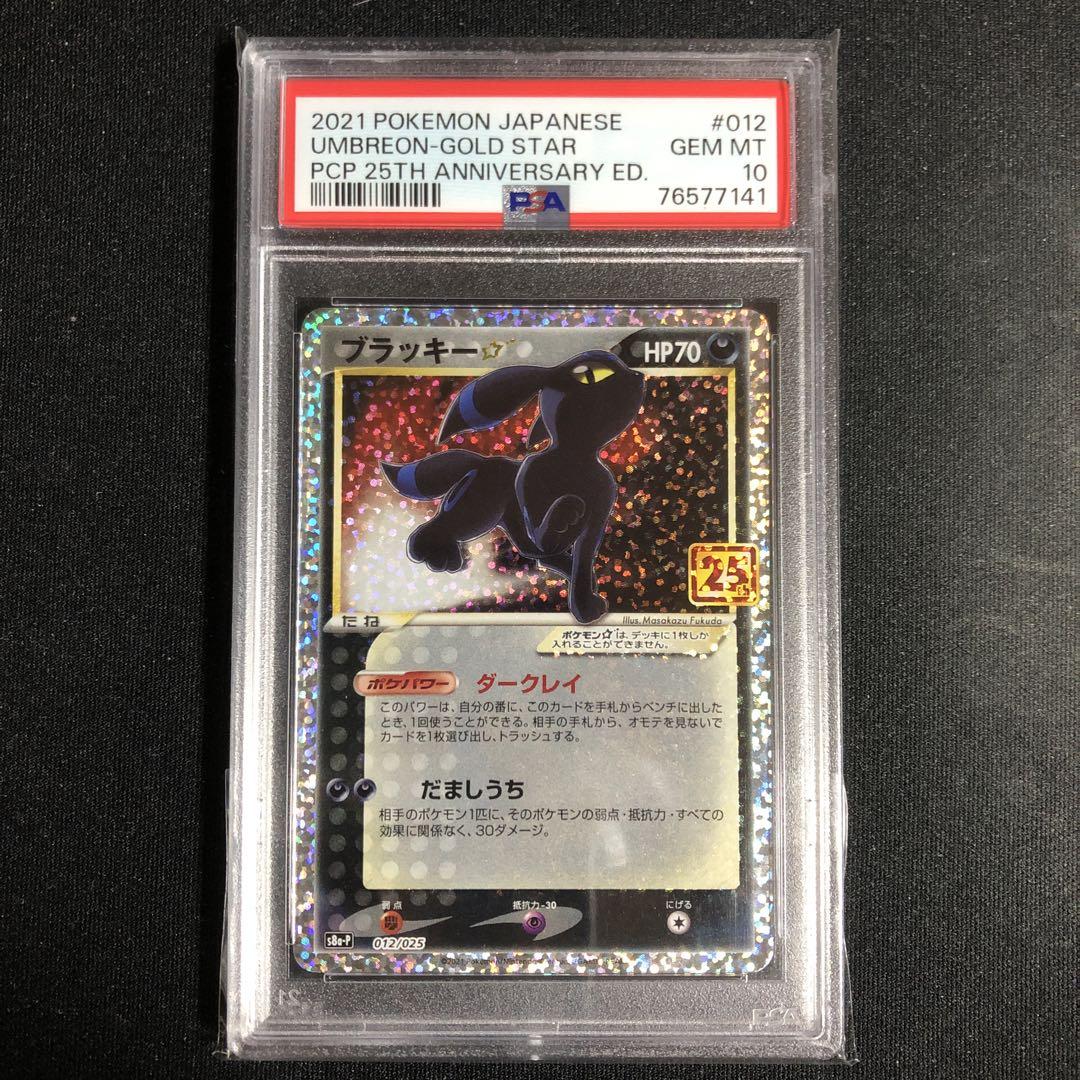 2021 POKEMON JAPANESE #012
UMBREON-GOLD STAR GEM MT
PCP 25TH ANNIVERSARY ED. 10
PSA 76577141
ブラッキー☆ HP70
25th
たね Illus. Masakazu Fukuda
ポケモン☆は、デッキに1枚しか
入れることができません。
ポケパワー ダークレイ
このパワーは、自分の番に、このカードを手札からベンチに出した
とき、1回使うことができる。相手の手札から、オモテを見ないで
カードを1枚選び出し、トラッシュする。
だましうち
相手のポケモン1匹に、そのポケモンの弱点・抵抗力・すべての
効果に関係なく、30ダメージ。
弱点 抵抗力-30 にげる
s8a-P 012/025
PSA